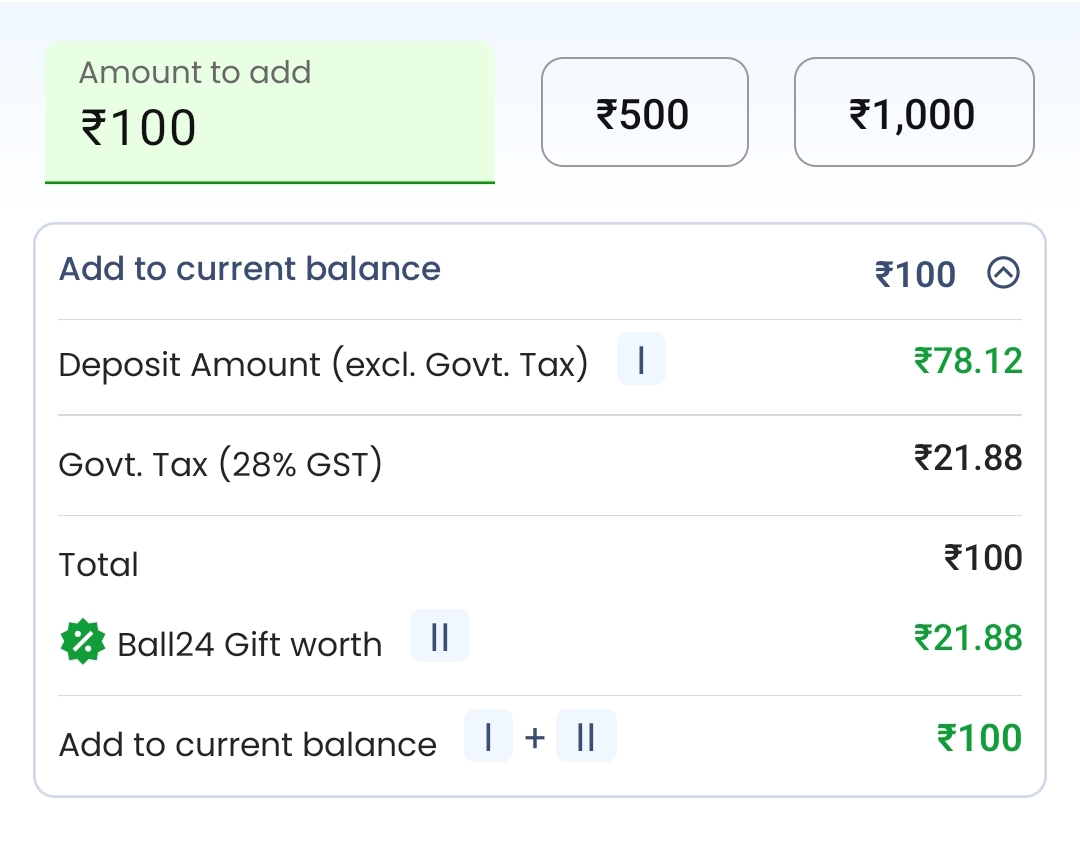 Amount to add
₹100
₹500
₹1,000
Add to current balance ₹100
Deposit Amount (excl. Govt. Tax) I ₹78.12
Govt. Tax (28% GST) ₹21.88
Total ₹100
Ball24 Gift worth II ₹21.88
Add to current balance I + II ₹100